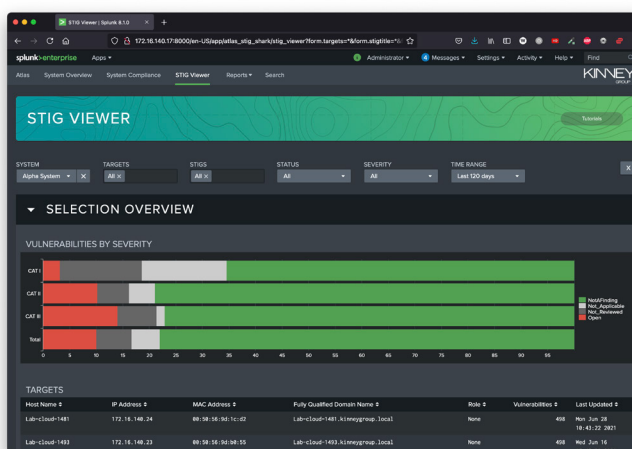 STIG Viewer | Splunk 8.1.0
172.16.140.17:8000/en-US/app/atlas_stig_shark/stig_viewer?form.targets=*&form.stigtitle=*&
splunk>enterprise Apps Administrator 4 Messages Settings Activity Help Find
Atlas System Overview System Compliance STIG Viewer Reports Search KINNEY
GROUP
STIG VIEWER Tutorials
SYSTEM TARGETS STIGS STATUS SEVERITY TIME RANGE
Alpha System × All × All × All All Last 120 days X
SELECTION OVERVIEW
VULNERABILITIES BY SEVERITY
CAT I
CAT II
CAT III
Total
NotAFinding
Not_Applicable
Not_Reviewed
Open
0 5 10 15 20 25 30 35 40 45 50 55 60 65 70 75 80 85 90 95
TARGETS
Host Name IP Address MAC Address Fully Qualified Domain Name Role Vulnerabilities Last Updated
Lab-cloud-1481 172.16.140.24 00:50:56:9d:1c:d2 Lab-cloud-1481.kinneygroup.local None 498 Mon Jun 28
10:43:22 2021
Lab-cloud-1493 172.16.140.23 00:50:56:9d:b0:55 Lab-cloud-1493.kinneygroup.local None 498 Wed Jun 16